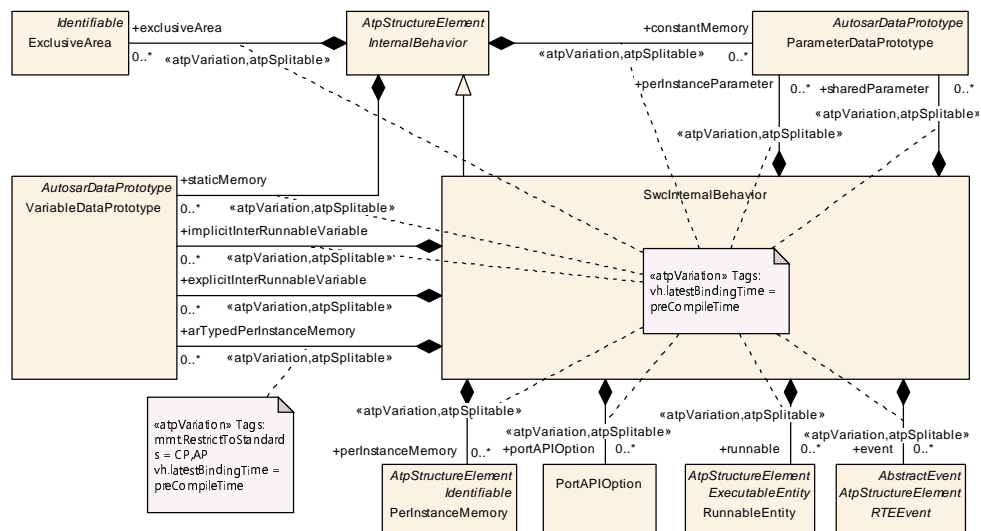 Identifiable
ExclusiveArea
+exclusiveArea
0..*
«atpVariation,atpSplitable»
AtpStructureElement
InternalBehavior
+constantMemory
0..*
«atpVariation,atpSplitable»
AutosarDataPrototype
ParameterDataPrototype
+perInstanceParameter
0..*
+sharedParameter
0..*
«atpVariation,atpSplitable»
«atpVariation,atpSplitable»
AutosarDataPrototype
VariableDataPrototype
+staticMemory
0..*
«atpVariation,atpSplitable»
+implicitInterRunnableVariable
0..*
«atpVariation,atpSplitable»
+explicitInterRunnableVariable
0..*
«atpVariation,atpSplitable»
+arTypedPerInstanceMemory
0..*
«atpVariation,atpSplitable»
SwcInternalBehavior
«atpVariation» Tags:
vh.latestBindingTime =
preCompileTime
«atpVariation» Tags:
mmt.RestrictToStandard
s = CP,AP
vh.latestBindingTime =
preCompileTime
«atpVariation,atpSplitable»
+perInstanceMemory
0..*
«atpVariation,atpSplitable»
+portAPIOption
0..*
«atpVariation,atpSplitable»
+runnable
0..*
«atpVariation,atpSplitable»
+event
0..*
AtpStructureElement
Identifiable
PerInstanceMemory
PortAPIOption
AtpStructureElement
ExecutableEntity
RunnableEntity
AbstractEvent
AtpStructureElement
RTEEvent